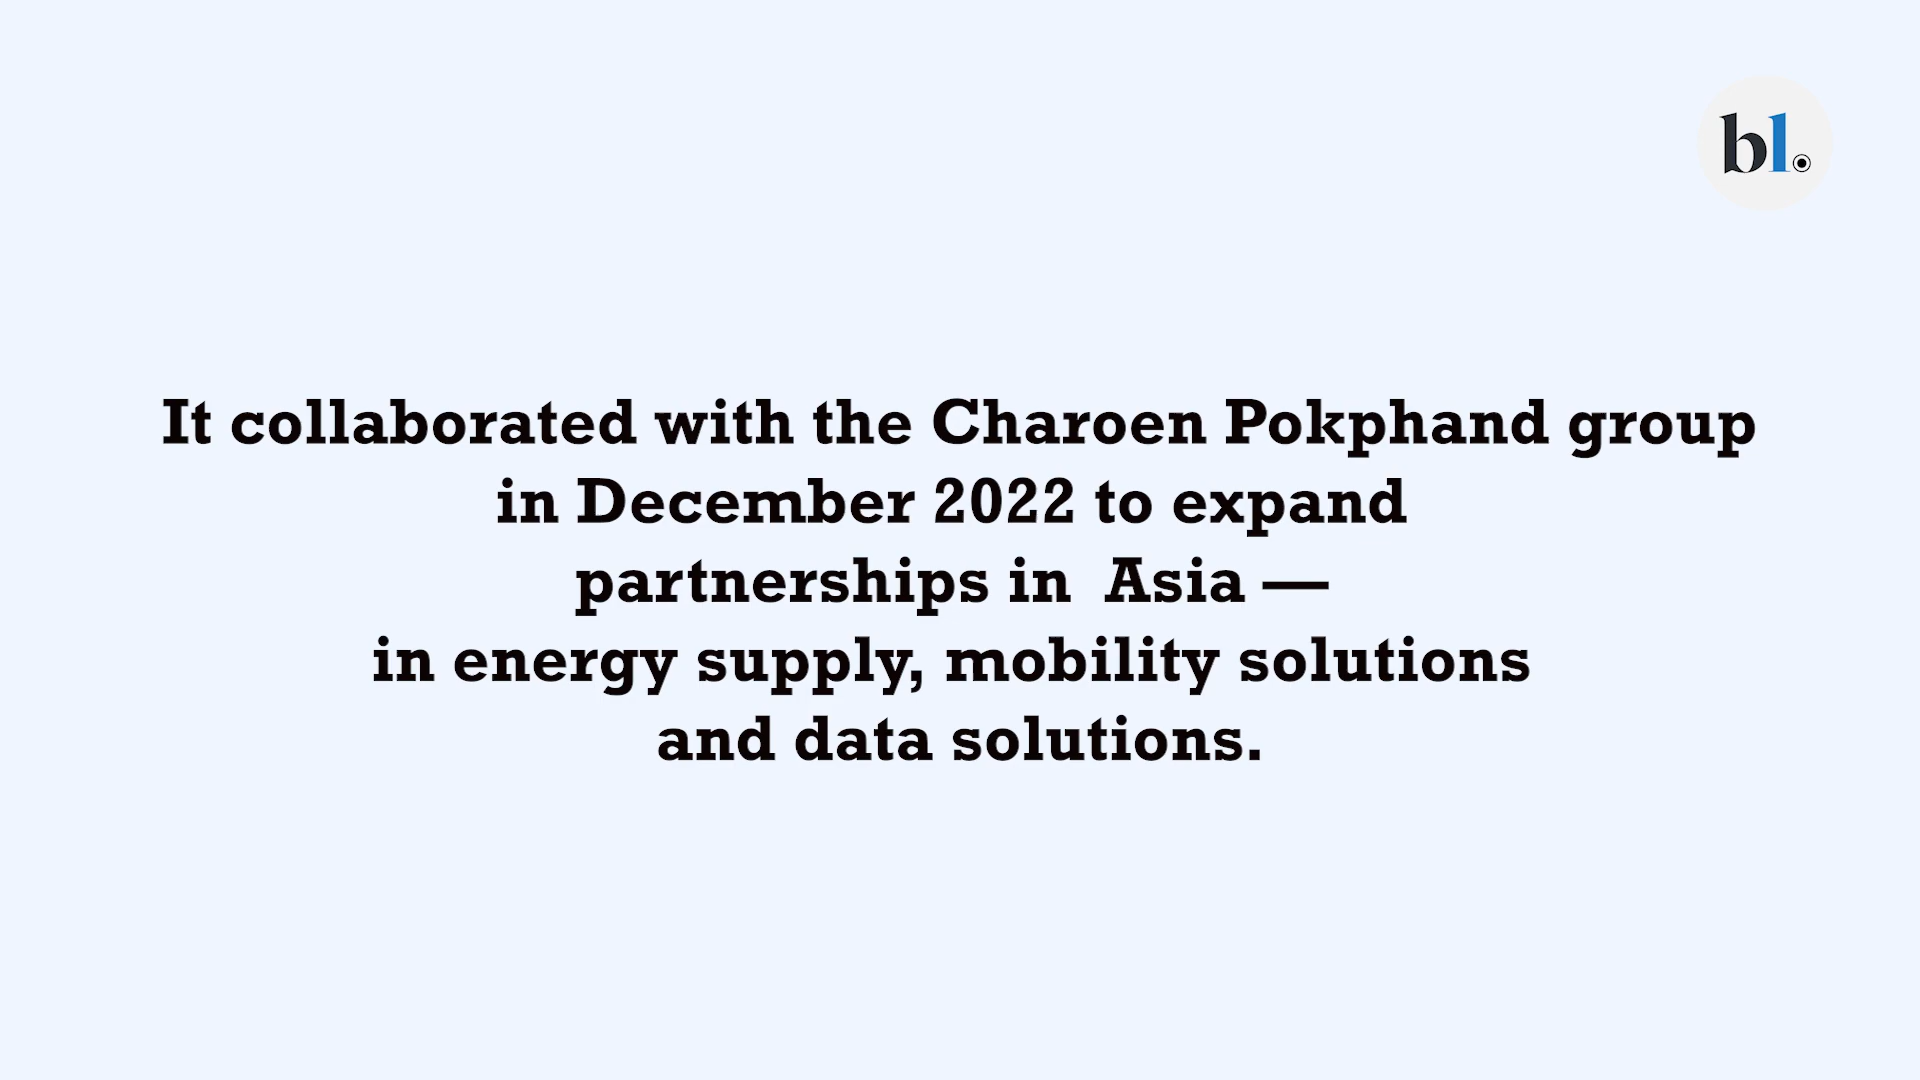 bl.
It collaborated with the Charoen Pokphand group
in December 2022 to expand
partnerships in  Asia —
in energy supply, mobility solutions
and data solutions.